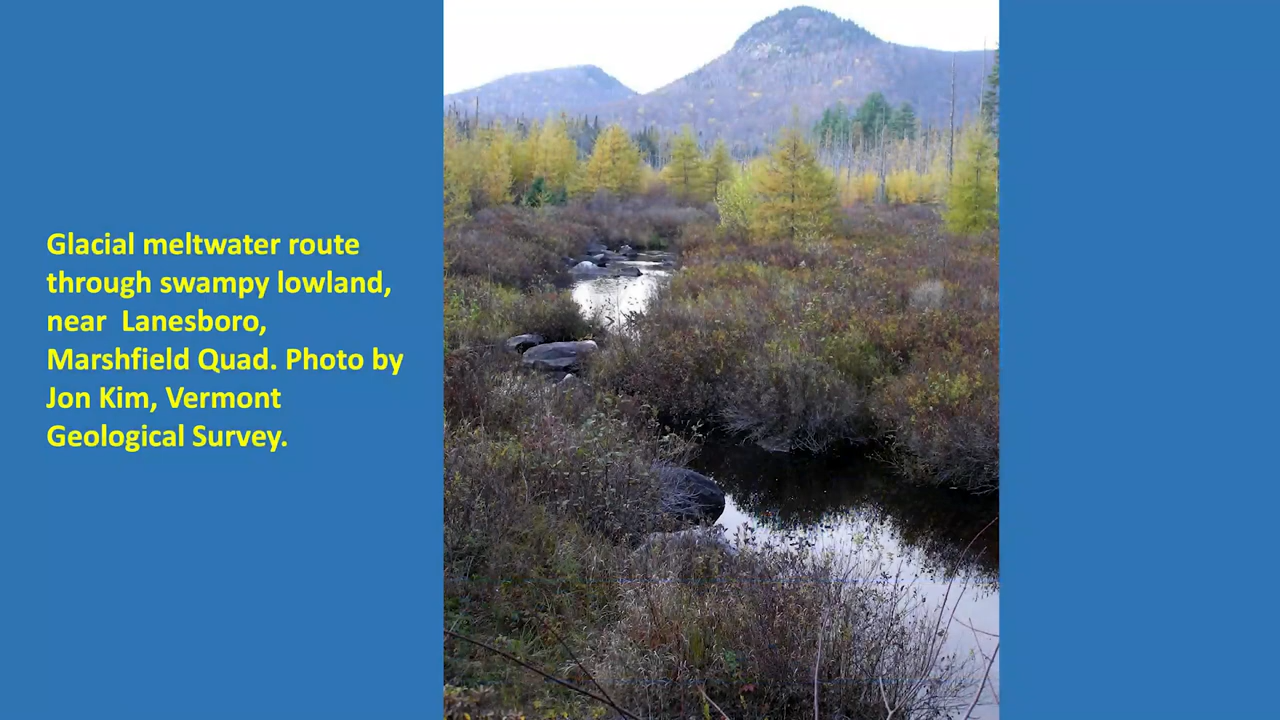 Glacial meltwater route
through swampy lowland,
near  Lanesboro,
Marshfield Quad. Photo by
Jon Kim, Vermont
Geological Survey.